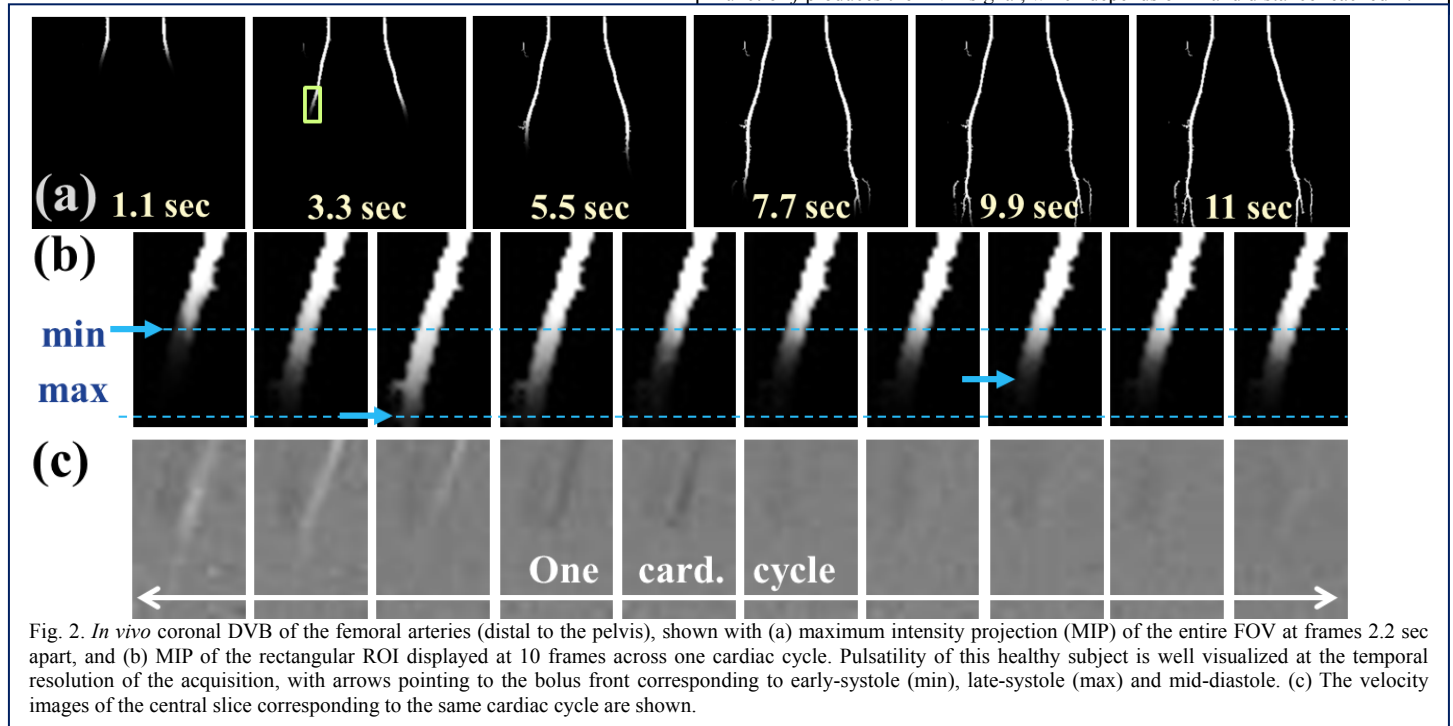 (a) 1.1 sec 3.3 sec 5.5 sec 7.7 sec 9.9 sec 11 sec
(b)
min
max
(c)
One card. cycle
Fig. 2. In vivo coronal DVB of the femoral arteries (distal to the pelvis), shown with (a) maximum intensity projection (MIP) of the entire FOV at frames 2.2 sec
apart, and (b) MIP of the rectangular ROI displayed at 10 frames across one cardiac cycle. Pulsatility of this healthy subject is well visualized at the temporal
resolution of the acquisition, with arrows pointing to the bolus front corresponding to early-systole (min), late-systole (max) and mid-diastole. (c) The velocity
images of the central slice corresponding to the same cardiac cycle are shown.